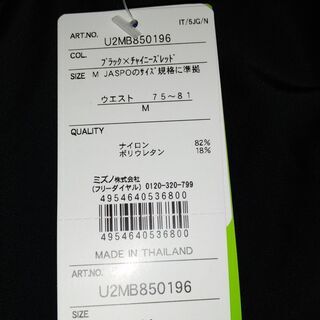 IT/5JG/N
ART.NO. U2MB850196
COL. ブラック×チャイニーズレッド
SIZE M JASPOのサイズ規格に準拠
ウエスト 75~81
M
QUALITY
ナイロン 82%
ポリウレタン 18%
ミズノ株式会社
(フリーダイヤル) 0120-320-799
4954640536800
4954640536800
MADE IN THAILAND
ART.NO.
U2MB850196
SIZE